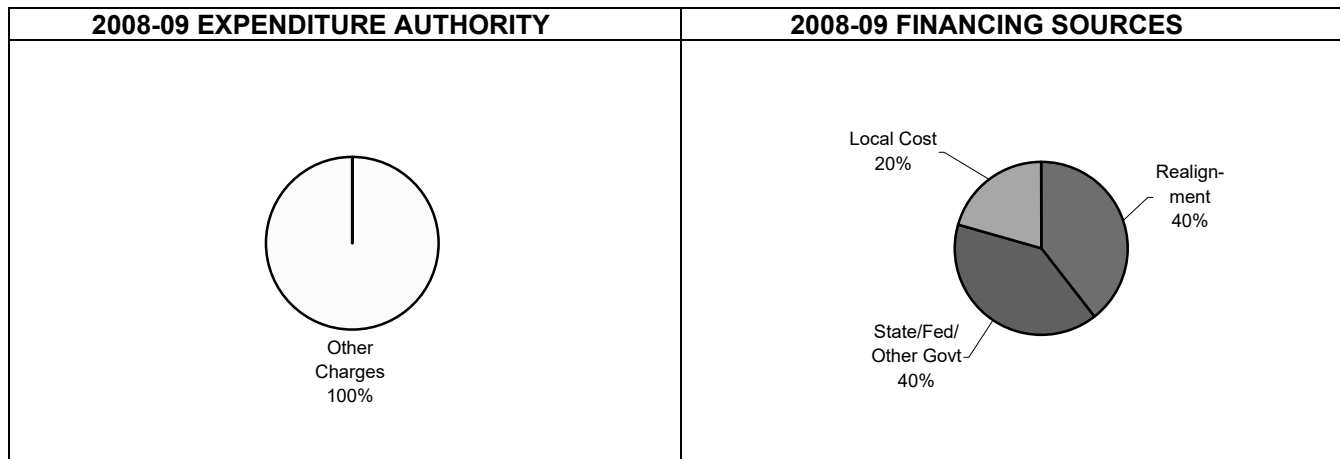 2008-09 EXPENDITURE AUTHORITY
2008-09 FINANCING SOURCES
Other
Charges
100%
Local Cost
20%
Realign-
ment
40%
State/Fed/
Other Govt
40%